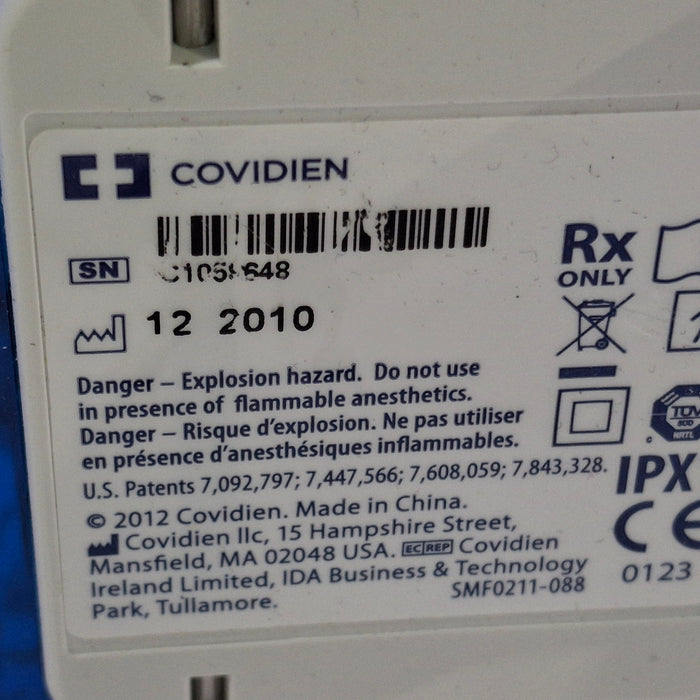 COVIDIEN
SN
12 2010
Rx
ONLY
Danger – Explosion hazard. Do not use
in presence of flammable anesthetics.
Danger – Risque d'explosion. Ne pas utiliser
en présence d'anesthésiques inflammables.
U.S. Patents 7,092,797; 7,447,566; 7,608,059; 7,843,328.
© 2012 Covidien. Made in China.
Covidien llc, 15 Hampshire Street,
Mansfield, MA 02048 USA. EC REP Covidien
Ireland Limited, IDA Business & Technology
Park, Tullamore.
SMF0211-088
TUV
SUD
NRTL
c
IPX
CE
0123